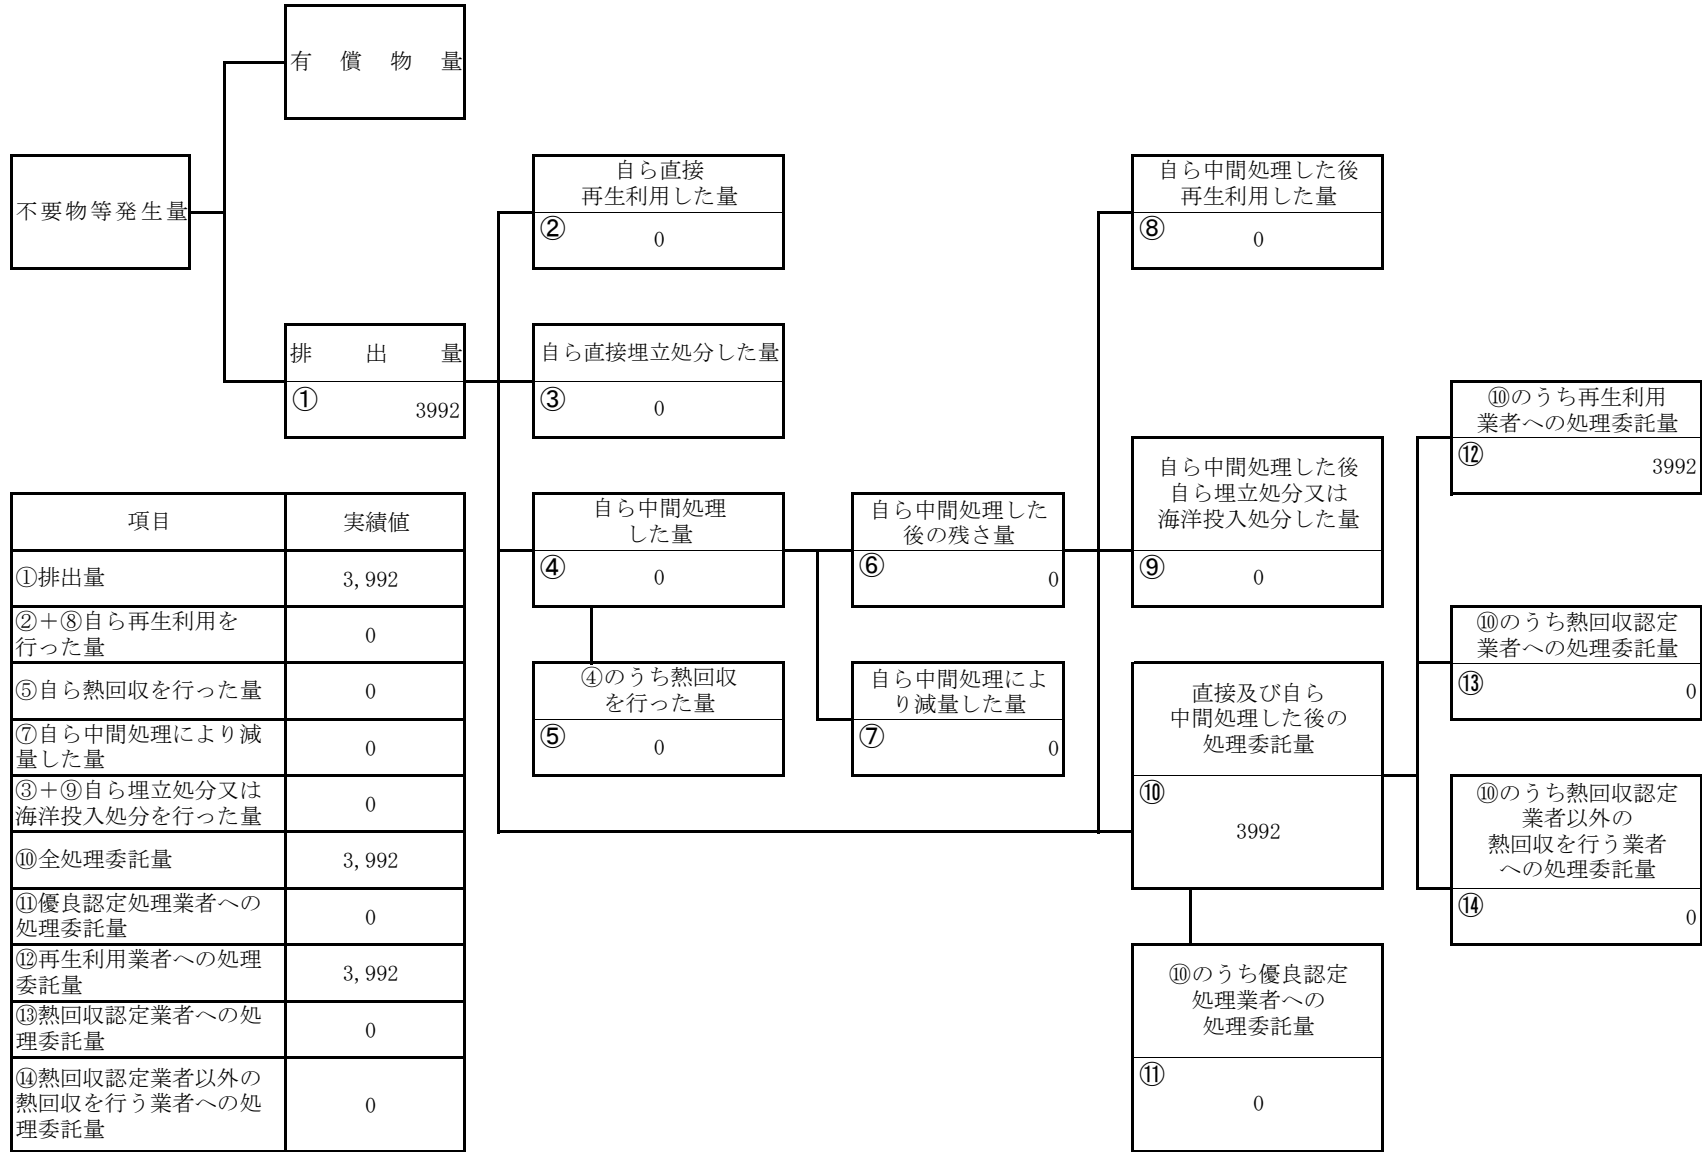 有償物量
不要物等発生量
排出量
①
3992
自ら直接
再生利用した量
②
0
自ら直接埋立処分した量
③
0
自ら中間処理
した量
④
0
④のうち熱回収
を行った量
⑤
0
自ら中間処理した
後の残さ量
⑥
0
自ら中間処理によ
り減量した量
⑦
0
自ら中間処理した後
再生利用した量
⑧
0
自ら中間処理した後
自ら埋立処分又は
海洋投入処分した量
⑨
0
直接及び自ら
中間処理した後の
処理委託量
⑩
3992
⑩のうち優良認定
処理業者への
処理委託量
⑪
0
⑩のうち再生利用
業者への処理委託量
⑫
3992
⑩のうち熱回収認定
業者への処理委託量
⑬
0
⑩のうち熱回収認定
業者以外の
熱回収を行う業者
への処理委託量
⑭
0
項目 実績値
①排出量 3,992
②+⑧自ら再生利用を
行った量 0
⑤自ら熱回収を行った量 0
⑦自ら中間処理により減
量した量 0
③+⑨自ら埋立処分又は
海洋投入処分を行った量 0
⑩全処理委託量 3,992
⑪優良認定処理業者への
処理委託量 0
⑫再生利用業者への処理
委託量 3,992
⑬熱回収認定業者への処
理委託量 0
⑭熱回収認定業者以外の
熱回収を行う業者への処
理委託量 0